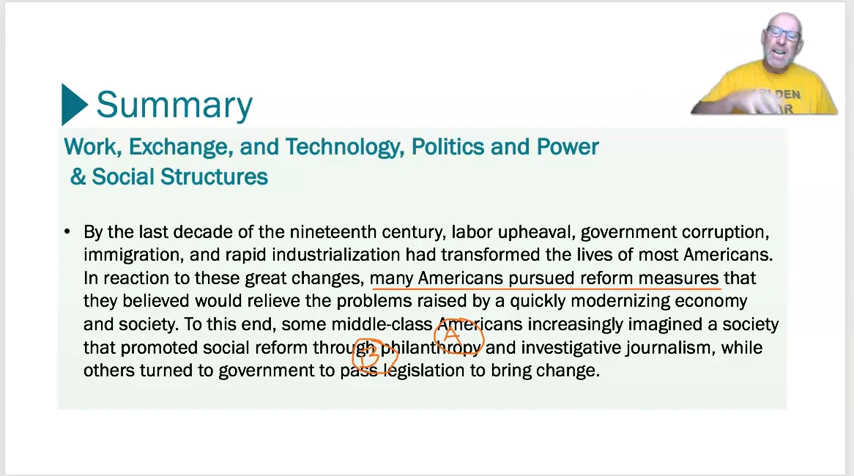 Summary
Work, Exchange, and Technology, Politics and Power
& Social Structures
• By the last decade of the nineteenth century, labor upheaval, government corruption,
immigration, and rapid industrialization had transformed the lives of most Americans.
In reaction to these great changes, many Americans pursued reform measures that
they believed would relieve the problems raised by a quickly modernizing economy
and society. To this end, some middle-class Americans increasingly imagined a society
that promoted social reform through philanthropy and investigative journalism, while
others turned to government to pass legislation to bring change.
A
B